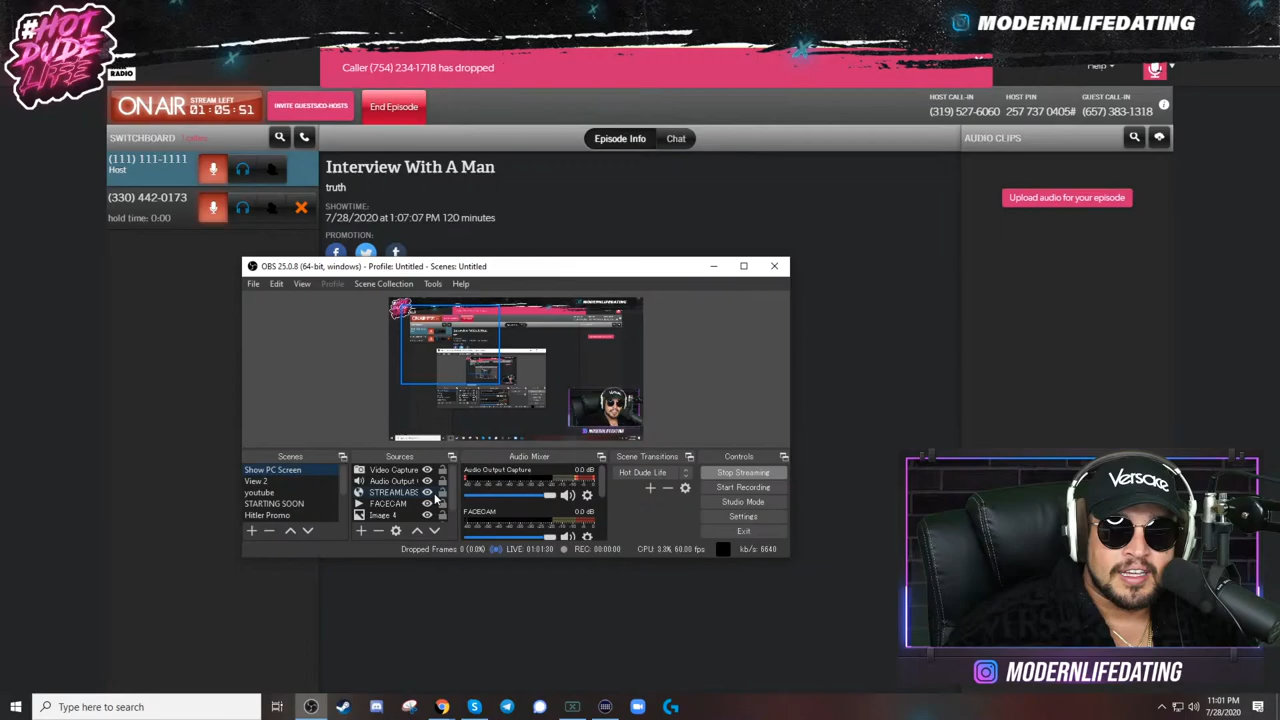 #HOT
DUDE
LIFE
RADIO
MODERNLIFEDATING
Caller (754) 234-1718 has dropped
Help
ON AIR
STREAM LEFT
01:05:51
INVITE GUESTS/CO-HOSTS
End Episode
HOST CALL-IN
(319) 527-6060
HOST PIN
257 737 0405#
GUEST CALL-IN
(657) 383-1318
SWITCHBOARD
Episode Info
Chat
AUDIO CLIPS
(111) 111-1111
Host
(330) 442-0173
hold time: 0:00
Interview With A Man
truth
SHOWTIME:
7/28/2020 at 1:07:07 PM 120 minutes
PROMOTION:
Upload audio for your episode
OBS 25.0.8 (64-bit, windows) - Profile: Untitled - Scenes: Untitled
File Edit View Profile Scene Collection Tools Help
Scenes
Show PC Screen
View 2
youtube
STARTING SOON
Hitler Promo
Sources
Video Capture
Audio Output
STREAMLABS
FACECAM
Image 4
Audio Mixer
Audio Output Capture 0.0 dB
FACECAM 0.0 dB
Scene Transitions
Hot Dude Life
Controls
Stop Streaming
Start Recording
Studio Mode
Settings
Exit
Dropped Frames 0 (0.0%) LIVE: 01:01:30 REC: 00:00:00 CPU: 3.3%, 60.00 fps kb/s: 6640
Versace
MODERNLIFEDATING
Type here to search
11:01 PM
7/28/2020